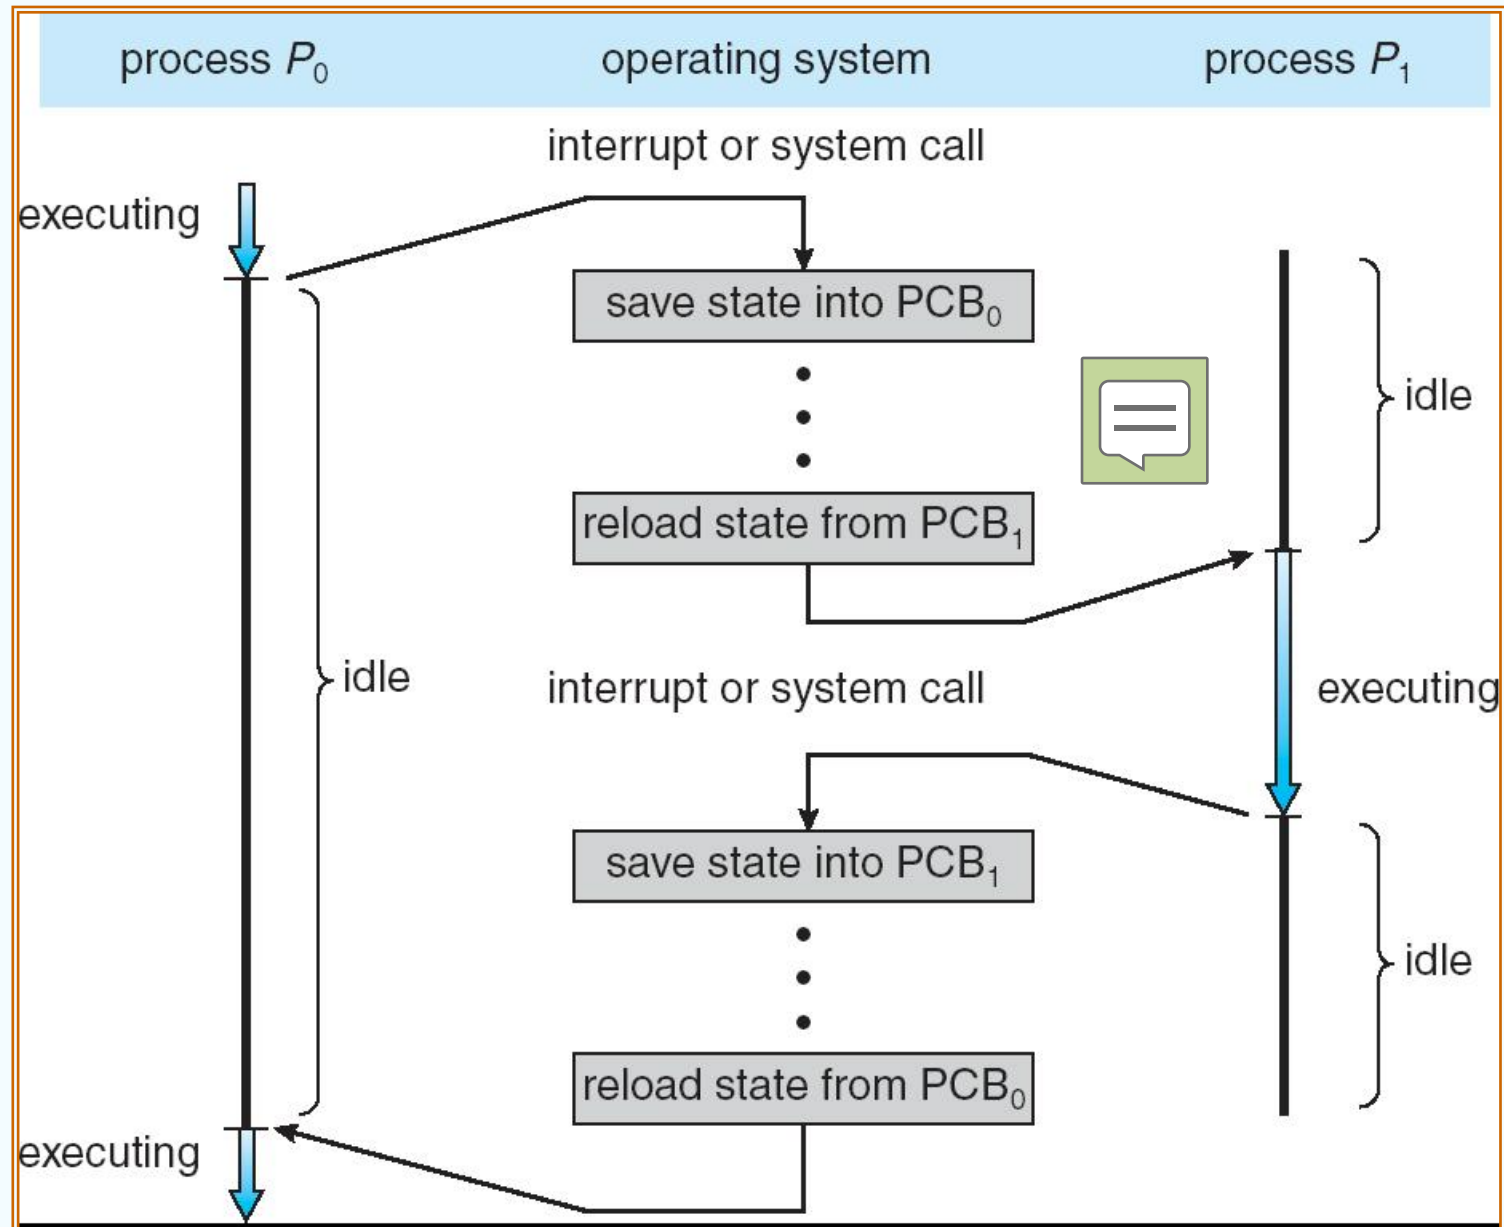 process P₀ operating system process P₁
interrupt or system call
executing
save state into PCB₀
idle
reload state from PCB₁
idle
interrupt or system call
executing
save state into PCB₁
idle
reload state from PCB₀
executing